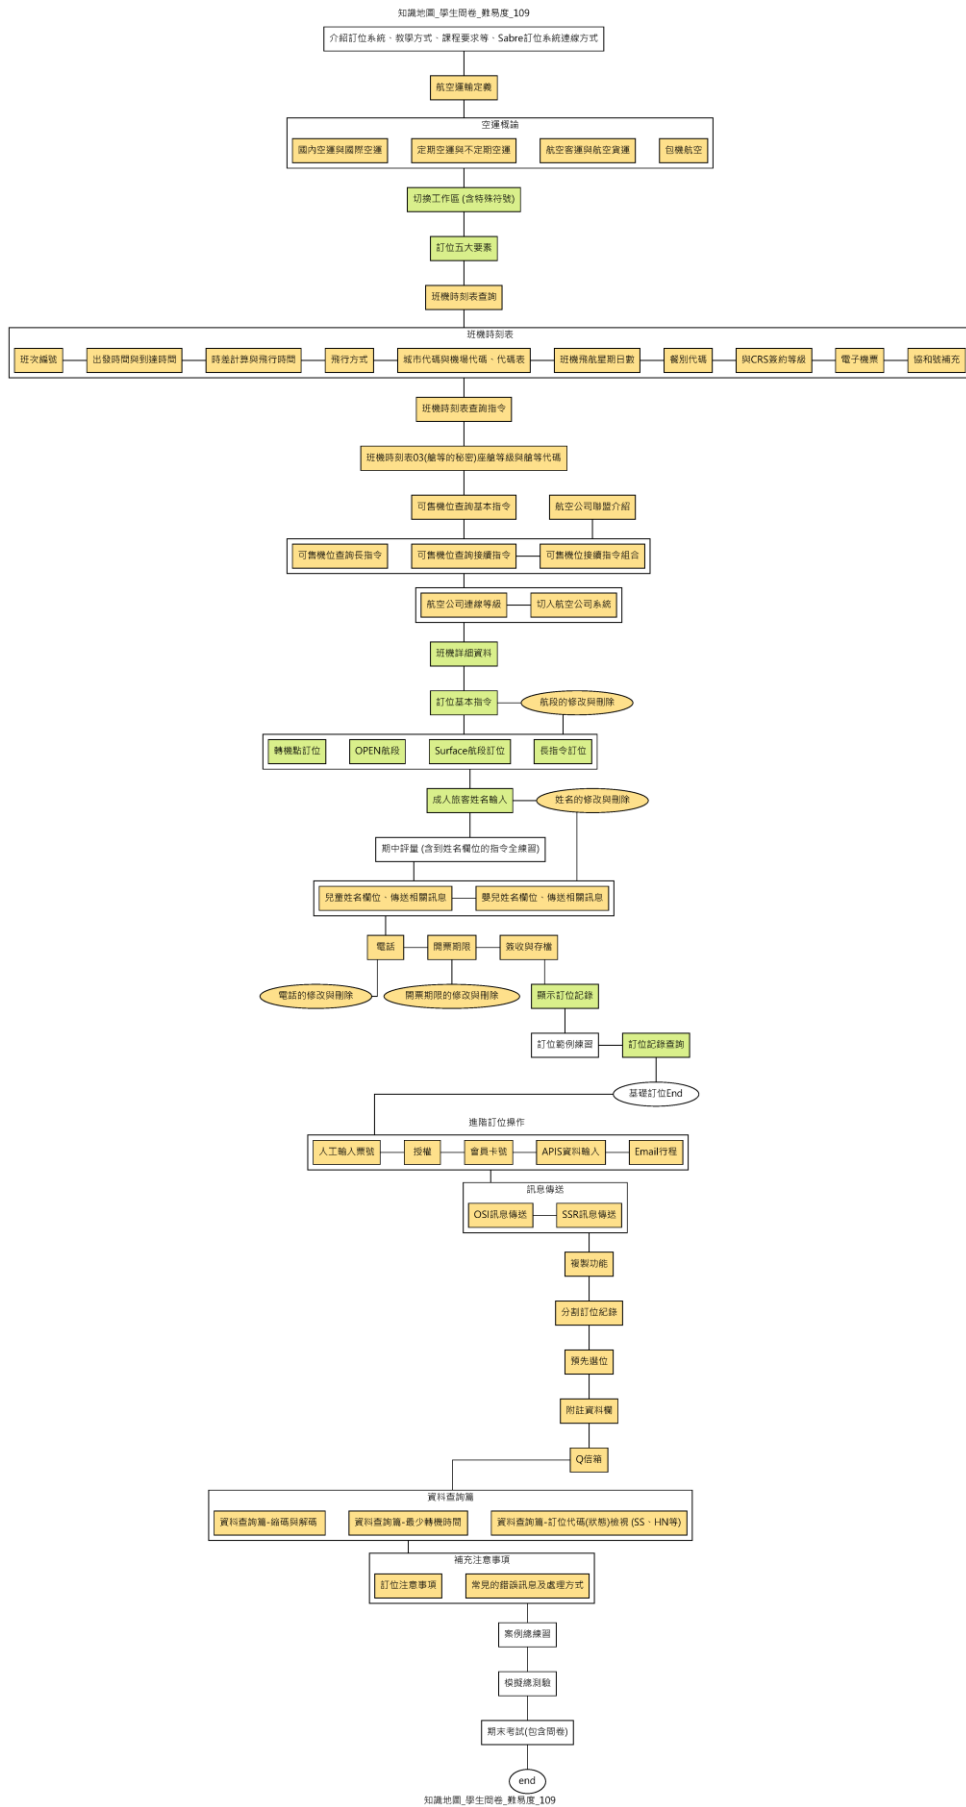 知識地圖_學生問卷_難易度_109
介紹訂位系統、教學方式、課程要求等、Sabre訂位系統連線方式
航空運輸定義
空運概論
國內空運與國際空運
定期空運與不定期空運
航空客運與航空貨運
包機航空
切換工作區 (含特殊符號)
訂位五大要素
班機時刻表查詢
班機時刻表
班次編號
出發時間與到達時間
時差計算與飛行時間
飛行方式
城市代碼與機場代碼、代碼表
班機飛航星期日數
餐別代碼
與CRS簽約等級
電子機票
協和號補充
班機時刻表查詢指令
班機時刻表03(艙等的秘密)座艙等級與艙等代碼
可售機位查詢基本指令
航空公司聯盟介紹
可售機位查詢長指令
可售機位查詢接續指令
可售機位接續指令組合
航空公司連線等級
切入航空公司系統
班機詳細資料
訂位基本指令
航段的修改與刪除
轉機點訂位
OPEN航段
Surface航段訂位
長指令訂位
成人旅客姓名輸入
姓名的修改與刪除
期中評量 (含到姓名欄位的指令全練習)
兒童姓名欄位、傳送相關訊息
嬰兒姓名欄位、傳送相關訊息
電話
開票期限
簽收與存檔
電話的修改與刪除
開票期限的修改與刪除
顯示訂位記錄
訂位範例練習
訂位記錄查詢
基礎訂位End
進階訂位操作
人工輸入票號
授權
會員卡號
APIS資料輸入
Email行程
訊息傳送
OSI訊息傳送
SSR訊息傳送
複製功能
分割訂位紀錄
預先選位
附註資料欄
Q信箱
資料查詢篇
資料查詢篇-縮碼與解碼
資料查詢篇-最少轉機時間
資料查詢篇-訂位代碼(狀態)檢視 (SS、HN等)
補充注意事項
訂位注意事項
常見的錯誤訊息及處理方式
案例總練習
模擬總測驗
期末考試(包含問卷)
end
知識地圖_學生問卷_難易度_109